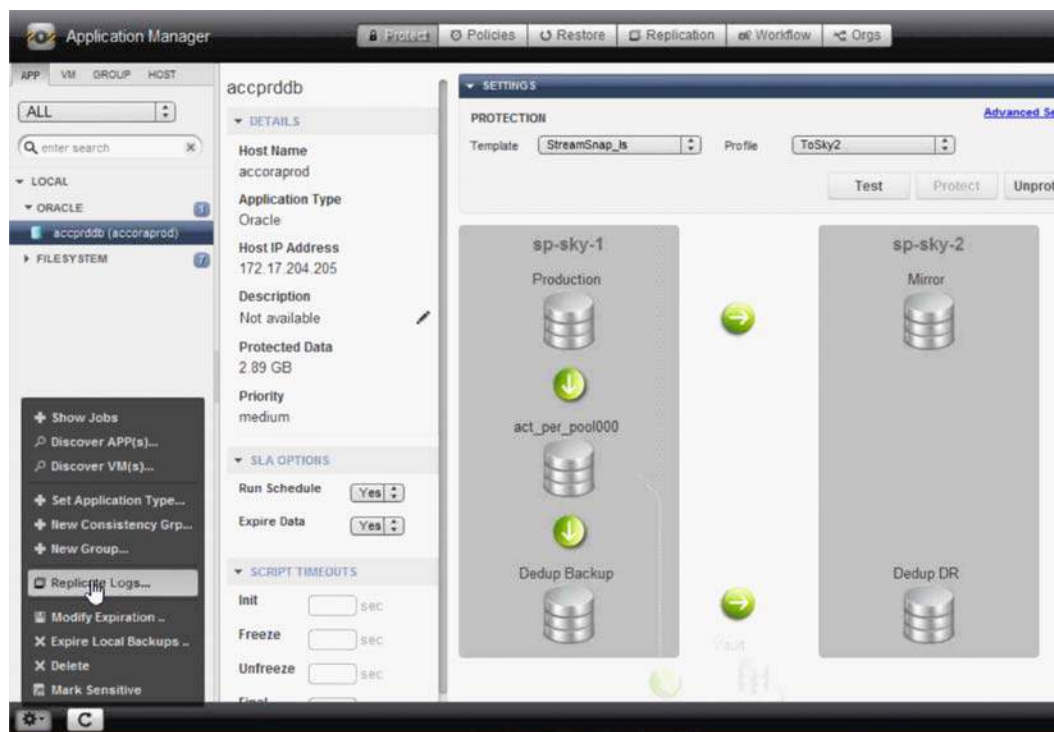 Application Manager
Protect
Policies
Restore
Replication
Workflow
Orgs
APP VM GROUP HOST
ALL
enter search
LOCAL
ORACLE
accprddb (accoraprod)
FILESYSTEM
7
Show Jobs
Discover APP(s)...
Discover VM(s)...
Set Application Type...
New Consistency Grp...
New Group...
Replicate Logs...
Modify Expiration ..
Expire Local Backups ..
Delete
Mark Sensitive
accprddb
DETAILS
Host Name
accoraprod
Application Type
Oracle
Host IP Address
172.17.204.205
Description
Not available
Protected Data
2.89 GB
Priority
medium
SLA OPTIONS
Run Schedule Yes
Expire Data Yes
SCRIPT TIMEOUTS
Init sec
Freeze sec
Unfreeze sec
SETTINGS
PROTECTION
Advanced Se
Template StreamSnap_ls Profile ToSky2
Test Protect Unprot
sp-sky-1
Production
act_per_pool000
Dedup Backup
sp-sky-2
Mirror
Dedup DR
Vault